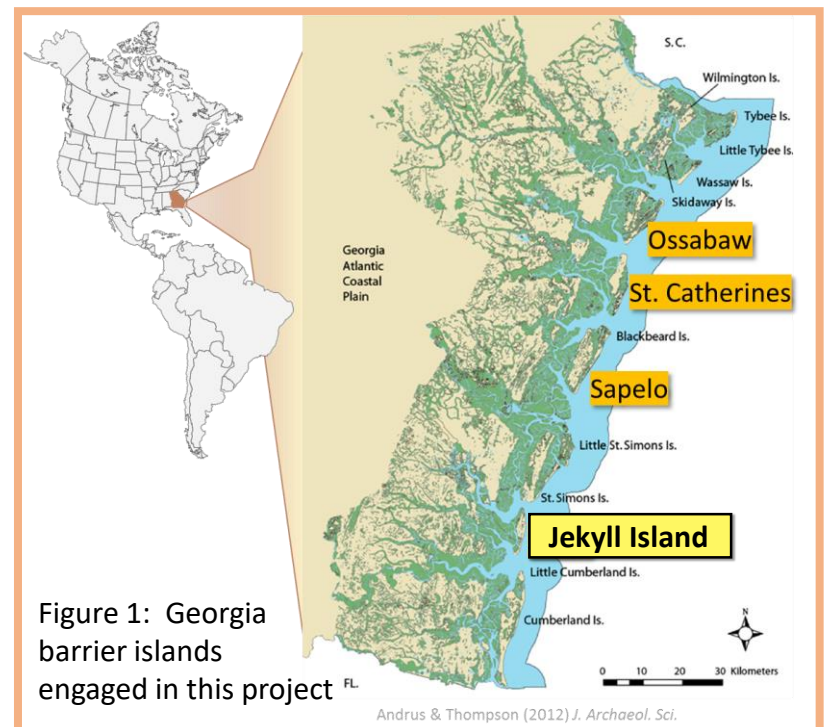 S.C.
Wilmington Is.
Tybee Is.
Little Tybee Is.
Wassaw Is.
Skidaway Is.
Ossabaw
Georgia
Atlantic
Coastal
Plain
St. Catherines
Blackbeard Is.
Sapelo
Little St. Simons Is.
St. Simons Is.
Jekyll Island
Little Cumberland Is.
Cumberland Is.
Figure 1: Georgia
barrier islands
engaged in this project
FL.
N
0 10 20 30 Kilometers
Andrus & Thompson (2012) J. Archaeol. Sci.